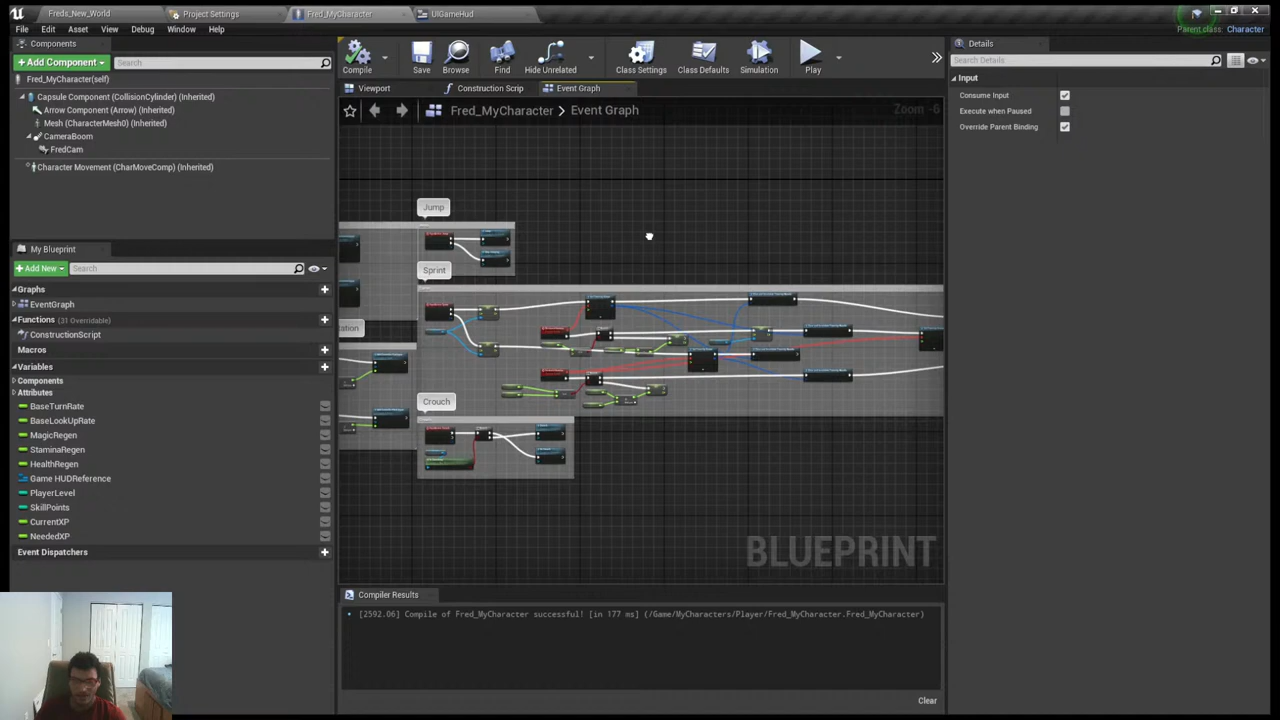 Freds_New_World
Project Settings
Fred_MyCharacter
UIGameHud
File Edit Asset View Debug Window Help
Parent class: Character
Components
Add Component
Search
Fred_MyCharacter(self)
Capsule Component (CollisionCylinder) (Inherited)
Arrow Component (Arrow) (Inherited)
Mesh (CharacterMesh0) (Inherited)
CameraBoom
FredCam
Character Movement (CharMoveComp) (Inherited)
My Blueprint
Add New
Search
Graphs
EventGraph
Functions (31 Overridable)
ConstructionScript
Macros
Variables
Components
Attributes
BaseTurnRate
BaseLookUpRate
MagicRegen
StaminaRegen
HealthRegen
Game HUDReference
PlayerLevel
SkillPoints
CurrentXP
NeededXP
Event Dispatchers
Compile
Save
Browse
Find
Hide Unrelated
Class Settings
Class Defaults
Simulation
Play
Viewport
Construction Scrip
Event Graph
Fred_MyCharacter > Event Graph
Zoom -6
Jump
Sprint
tation
Crouch
BLUEPRINT
Compiler Results
[2592.06] Compile of Fred_MyCharacter successful! [in 177 ms] (/Game/MyCharacters/Player/Fred_MyCharacter.Fred_MyCharacter)
Clear
Details
Search Details
Input
Consume Input
Execute when Paused
Override Parent Binding